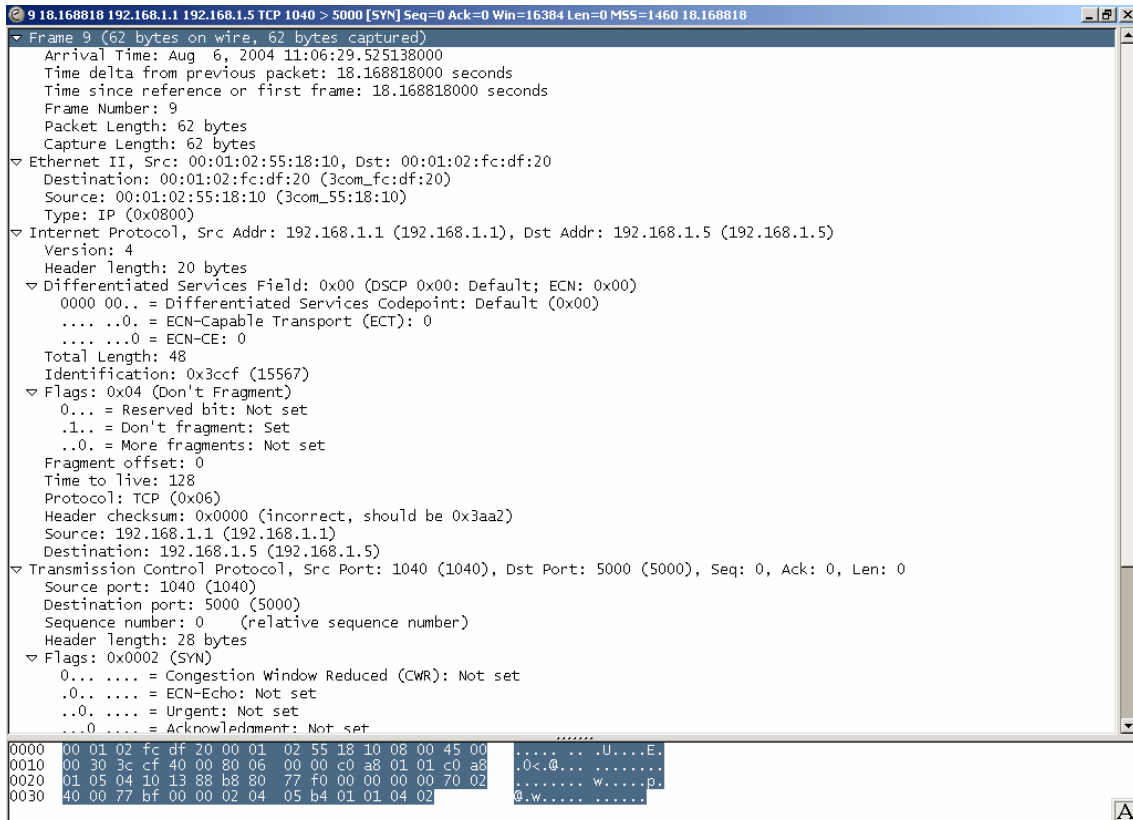 9 18.168818 192.168.1.1 192.168.1.5 TCP 1040 > 5000 [SYN] Seq=0 Ack=0 Win=16384 Len=0 MSS=1460 18.168818
Frame 9 (62 bytes on wire, 62 bytes captured)
Arrival Time: Aug  6, 2004 11:06:29.525138000
Time delta from previous packet: 18.168818000 seconds
Time since reference or first frame: 18.168818000 seconds
Frame Number: 9
Packet Length: 62 bytes
Capture Length: 62 bytes
Ethernet II, Src: 00:01:02:55:18:10, Dst: 00:01:02:fc:df:20
Destination: 00:01:02:fc:df:20 (3com_fc:df:20)
Source: 00:01:02:55:18:10 (3com_55:18:10)
Type: IP (0x0800)
Internet Protocol, Src Addr: 192.168.1.1 (192.168.1.1), Dst Addr: 192.168.1.5 (192.168.1.5)
Version: 4
Header length: 20 bytes
Differentiated Services Field: 0x00 (DSCP 0x00: Default; ECN: 0x00)
0000 00.. = Differentiated Services Codepoint: Default (0x00)
.... ..0. = ECN-Capable Transport (ECT): 0
.... ...0 = ECN-CE: 0
Total Length: 48
Identification: 0x3ccf (15567)
Flags: 0x04 (Don't Fragment)
0... = Reserved bit: Not set
.1.. = Don't fragment: Set
..0. = More fragments: Not set
Fragment offset: 0
Time to live: 128
Protocol: TCP (0x06)
Header checksum: 0x0000 (incorrect, should be 0x3aa2)
Source: 192.168.1.1 (192.168.1.1)
Destination: 192.168.1.5 (192.168.1.5)
Transmission Control Protocol, Src Port: 1040 (1040), Dst Port: 5000 (5000), Seq: 0, Ack: 0, Len: 0
Source port: 1040 (1040)
Destination port: 5000 (5000)
Sequence number: 0    (relative sequence number)
Header length: 28 bytes
Flags: 0x0002 (SYN)
0... .... = Congestion Window Reduced (CWR): Not set
.0.. .... = ECN-Echo: Not set
..0. .... = Urgent: Not set
...0 .... = Acknowledgment: Not set
0000 00 01 02 fc df 20 00 01 02 55 18 10 08 00 45 00 ..... .. .U....E.
0010 00 30 3c cf 40 00 80 06 00 00 c0 a8 01 01 c0 a8 .0<.@... ........
0020 01 05 04 10 13 88 b8 80 77 f0 00 00 00 00 70 02 ........ w.....p.
0030 40 00 77 bf 00 00 02 04 05 b4 01 01 04 02 @.w..... ......
A